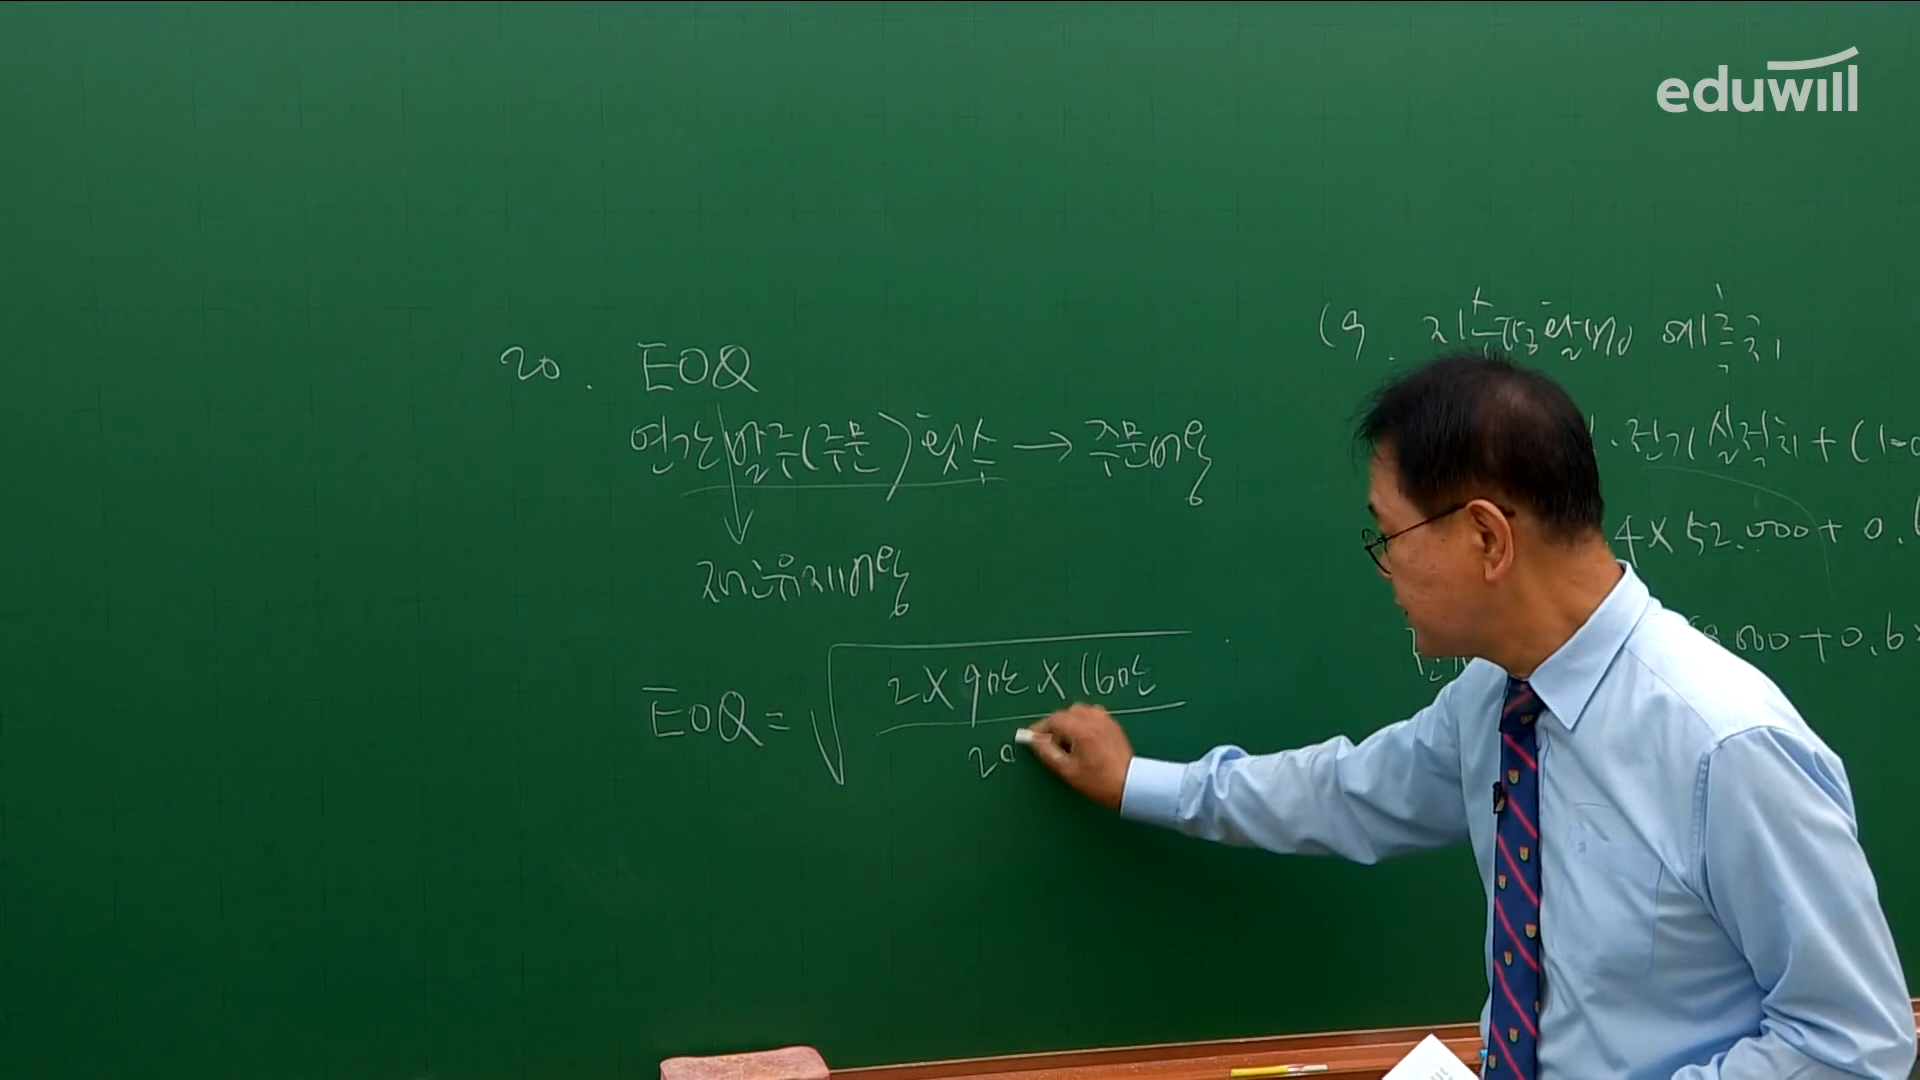 eduwill
20. EOQ
연간 발주(주문) 횟수 → 주문비용
재고유지비용
EOQ = √ 2 X 9만 X 16만
20
19. 지수평활법 예측
· 전기실적치 + (1-α
4 X 52.000 + 0.6
000 + 0.6